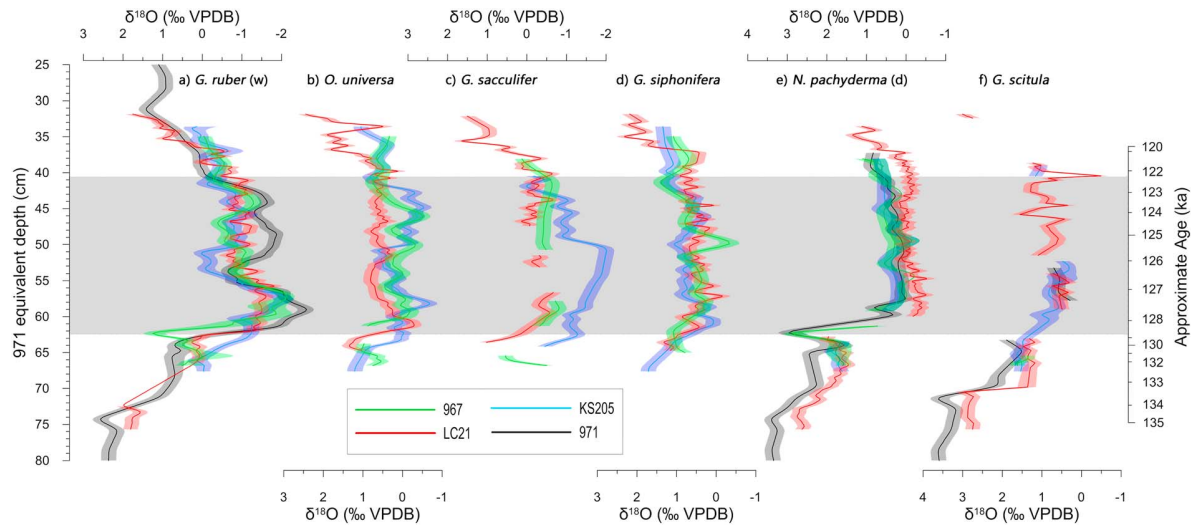 δ¹⁸O (‰ VPDB)
3 2 1 0 -1 -2
δ¹⁸O (‰ VPDB)
3 2 1 0 -1 -2
δ¹⁸O (‰ VPDB)
4 3 2 1 0 -1
a) G. ruber (w)
b) O. universa
c) G. sacculifer
d) G. siphonifera
e) N. pachyderma (d)
f) G. scitula
971 equivalent depth (cm)
25
30
35
40
45
50
55
60
65
70
75
80
Approximate Age (ka)
120
122
123
124
125
126
127
128
130
132
133
134
135
967
KS205
LC21
971
3 2 1 0 -1
δ¹⁸O (‰ VPDB)
3 2 1 0 -1
δ¹⁸O (‰ VPDB)
4 3 2 1 0 -1
δ¹⁸O (‰ VPDB)